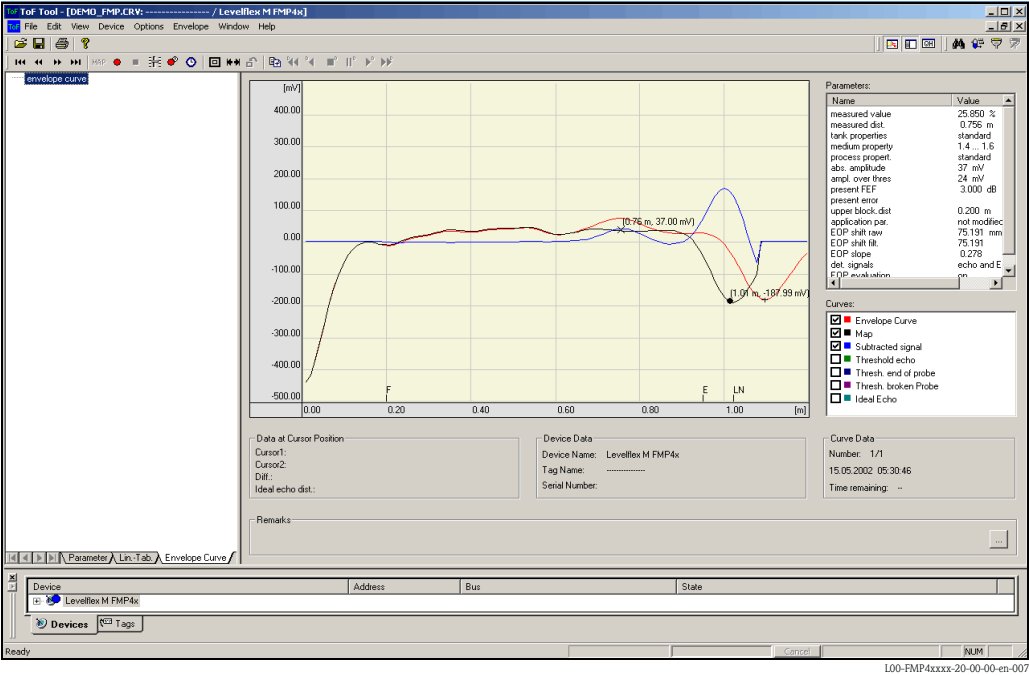 ToF Tool - [DEMO_FMP.CRV: --------------- / Levelflex M FMP4x]
File Edit View Device Options Envelope Window Help
MAP
envelope curve
[mV]
400.00
300.00
200.00
100.00
0.00
-100.00
-200.00
-300.00
-400.00
-500.00
(0.76 m, 37.00 mV)
(1.01 m, -187.99 mV)
F E LN
0.00 0.20 0.40 0.60 0.80 1.00 [m]
Parameters:
Name Value
measured value 25.850 %
measured dist. 0.756 m
tank properties standard
medium property 1.4 ... 1.6
process propert. standard
abs. amplitude 37 mV
ampl. over thres 24 mV
present FEF 3.000 dB
present error
upper block.dist 0.200 m
application par. not modified
EOP shift raw 75.191 mm
EOP shift filt. 75.191
EOP slope 0.278
det. signals echo and E
EOP evaluation on
Curves:
Envelope Curve
Map
Subtracted signal
Threshold echo
Thresh. end of probe
Thresh. broken Probe
Ideal Echo
Data at Cursor Position
Cursor1:
Cursor2:
Diff.:
Ideal echo dist.:
Device Data
Device Name: Levelflex M FMP4x
Tag Name: ---------------
Serial Number:
Curve Data
Number: 1/1
15.05.2002 05:30:46
Time remaining: --
Remarks
...
Parameter Lin.-Tab. Envelope Curve
Device Address Bus State
Levelflex M FMP4x
Devices Tags
Ready Cancel NUM
L00-FMP4xxxx-20-00-00-en-007